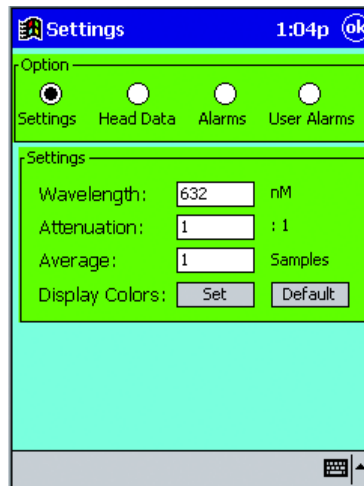 Settings 1:04p ok
Option
Settings Head Data Alarms User Alarms
Settings
Wavelength: 632 nM
Attenuation: 1 : 1
Average: 1 Samples
Display Colors: Set Default